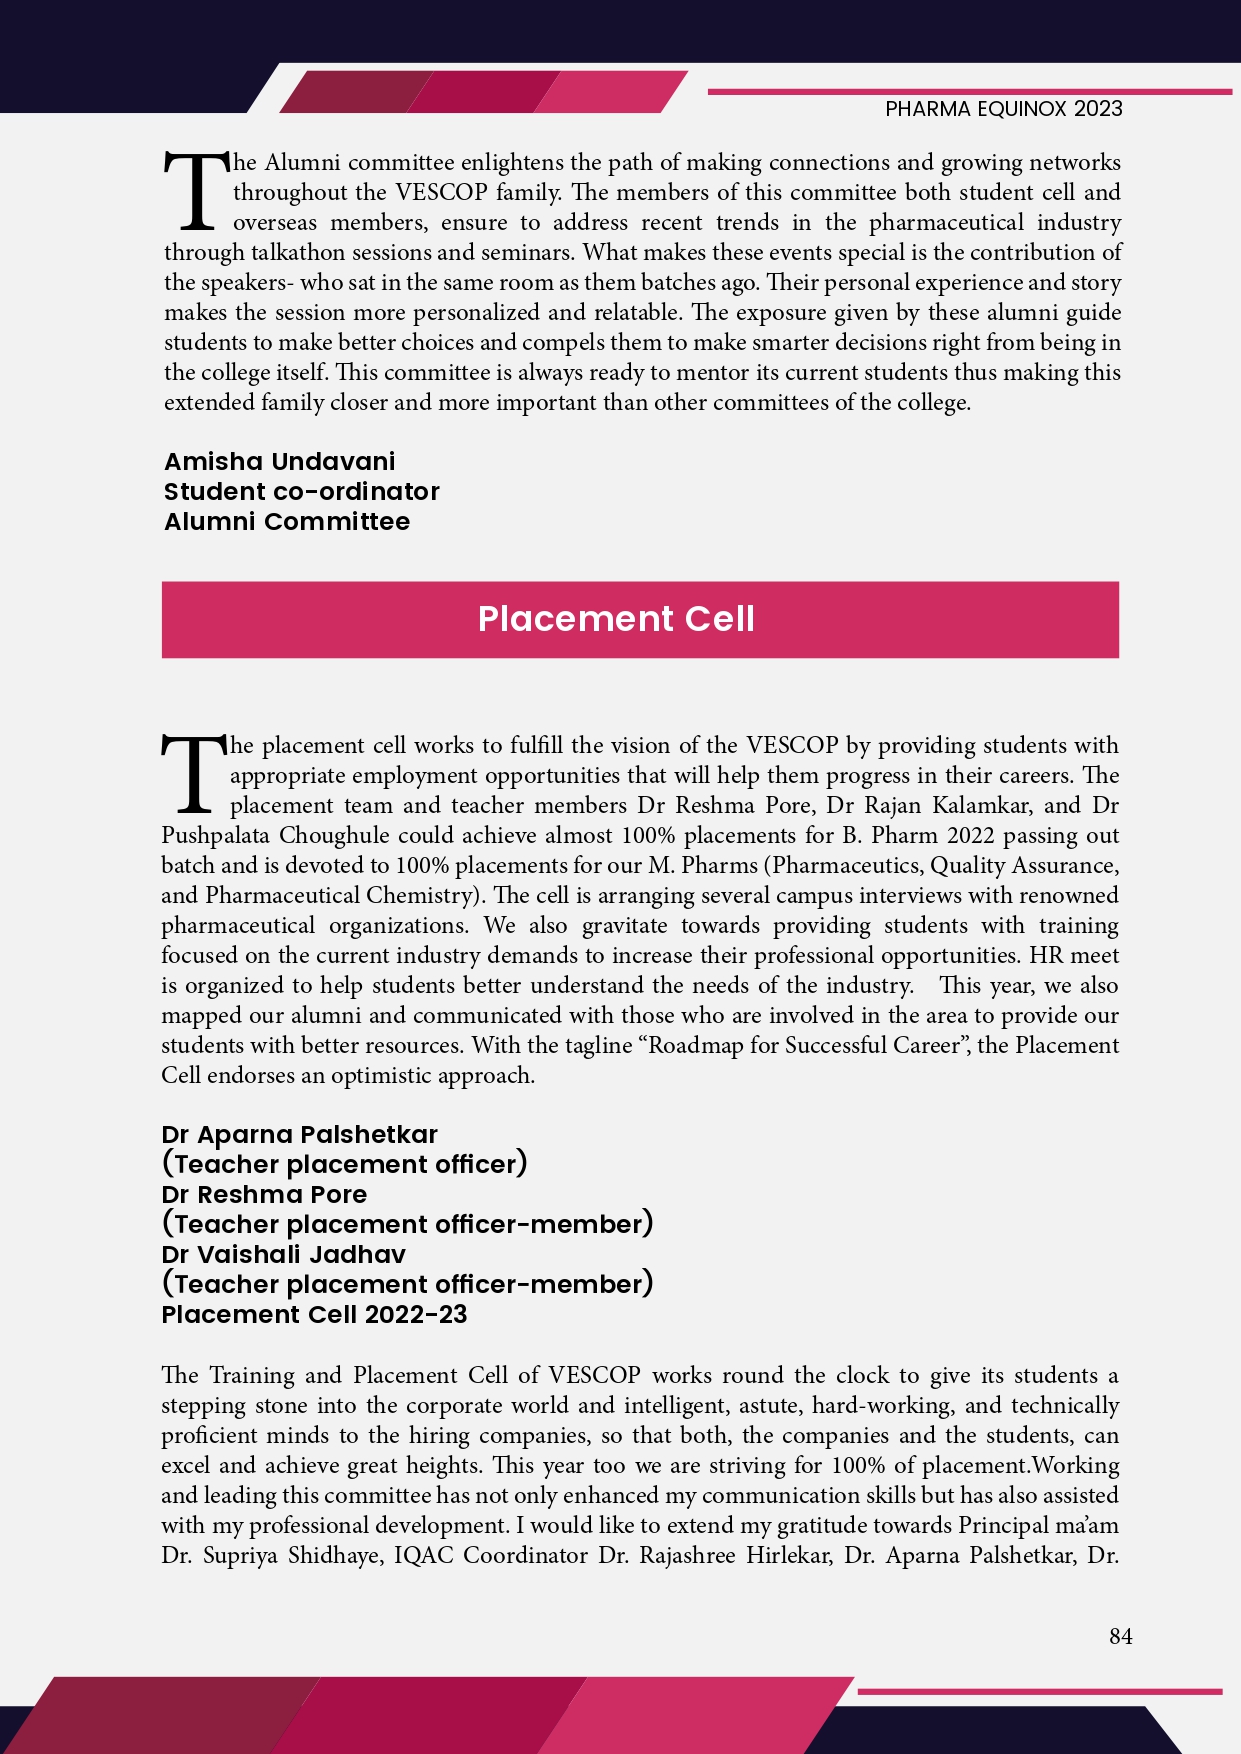 PHARMA EQUINOX 2023
The Alumni committee enlightens the path of making connections and growing networks
throughout the VESCOP family. The members of this committee both student cell and
overseas members, ensure to address recent trends in the pharmaceutical industry
through talkathon sessions and seminars. What makes these events special is the contribution of
the speakers- who sat in the same room as them batches ago. Their personal experience and story
makes the session more personalized and relatable. The exposure given by these alumni guide
students to make better choices and compels them to make smarter decisions right from being in
the college itself. This committee is always ready to mentor its current students thus making this
extended family closer and more important than other committees of the college.
Amisha Undavani
Student co-ordinator
Alumni Committee
Placement Cell
The placement cell works to fulfill the vision of the VESCOP by providing students with
appropriate employment opportunities that will help them progress in their careers. The
placement team and teacher members Dr Reshma Pore, Dr Rajan Kalamkar, and Dr
Pushpalata Choughule could achieve almost 100% placements for B. Pharm 2022 passing out
batch and is devoted to 100% placements for our M. Pharms (Pharmaceutics, Quality Assurance,
and Pharmaceutical Chemistry). The cell is arranging several campus interviews with renowned
pharmaceutical organizations. We also gravitate towards providing students with training
focused on the current industry demands to increase their professional opportunities. HR meet
is organized to help students better understand the needs of the industry. This year, we also
mapped our alumni and communicated with those who are involved in the area to provide our
students with better resources. With the tagline “Roadmap for Successful Career”, the Placement
Cell endorses an optimistic approach.
Dr Aparna Palshetkar
(Teacher placement officer)
Dr Reshma Pore
(Teacher placement officer-member)
Dr Vaishali Jadhav
(Teacher placement officer-member)
Placement Cell 2022-23
The Training and Placement Cell of VESCOP works round the clock to give its students a
stepping stone into the corporate world and intelligent, astute, hard-working, and technically
proficient minds to the hiring companies, so that both, the companies and the students, can
excel and achieve great heights. This year too we are striving for 100% of placement.Working
and leading this committee has not only enhanced my communication skills but has also assisted
with my professional development. I would like to extend my gratitude towards Principal ma’am
Dr. Supriya Shidhaye, IQAC Coordinator Dr. Rajashree Hirlekar, Dr. Aparna Palshetkar, Dr.
84